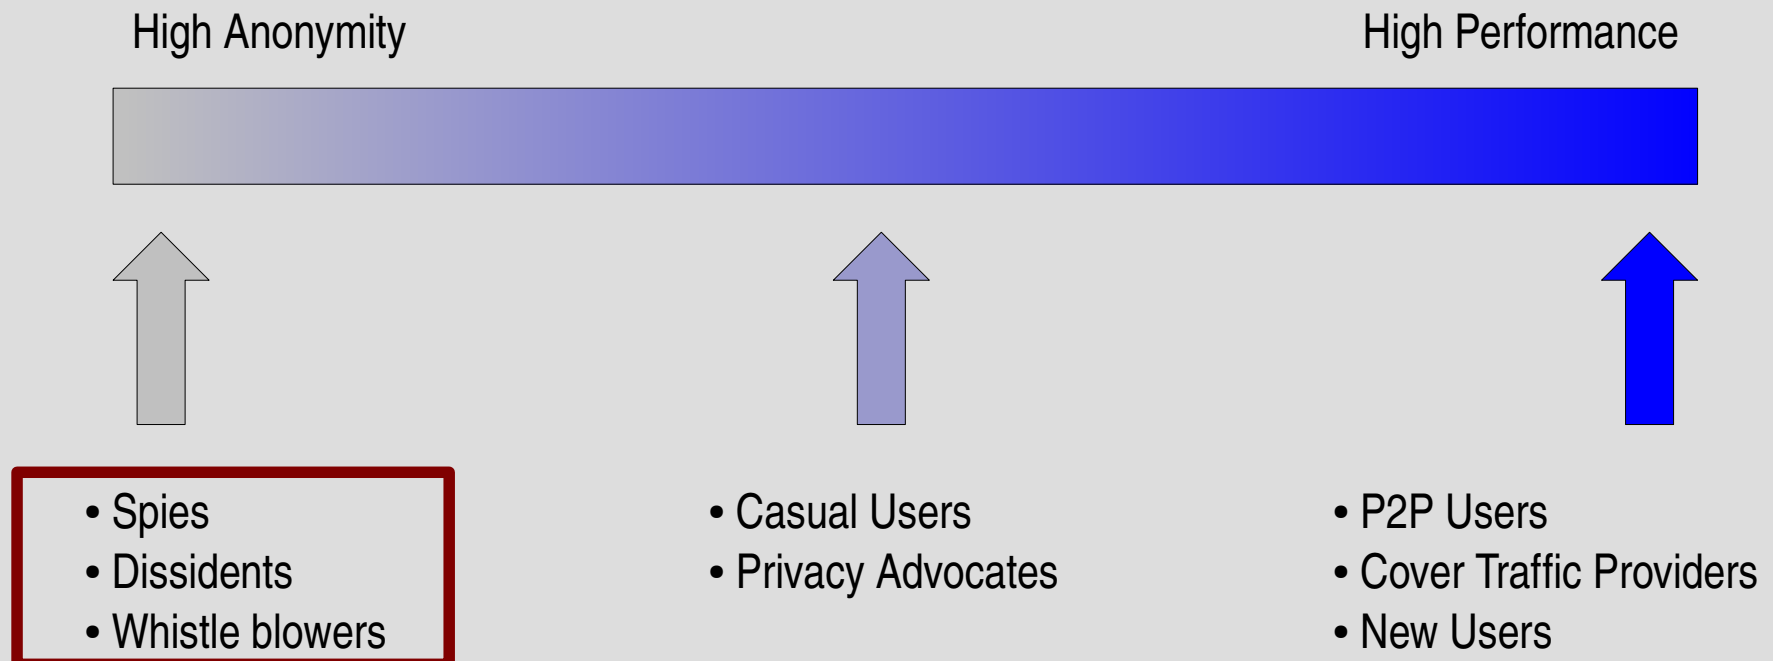 High Anonymity
High Performance
• Spies
• Dissidents
• Whistle blowers
• Casual Users
• Privacy Advocates
• P2P Users
• Cover Traffic Providers
• New Users